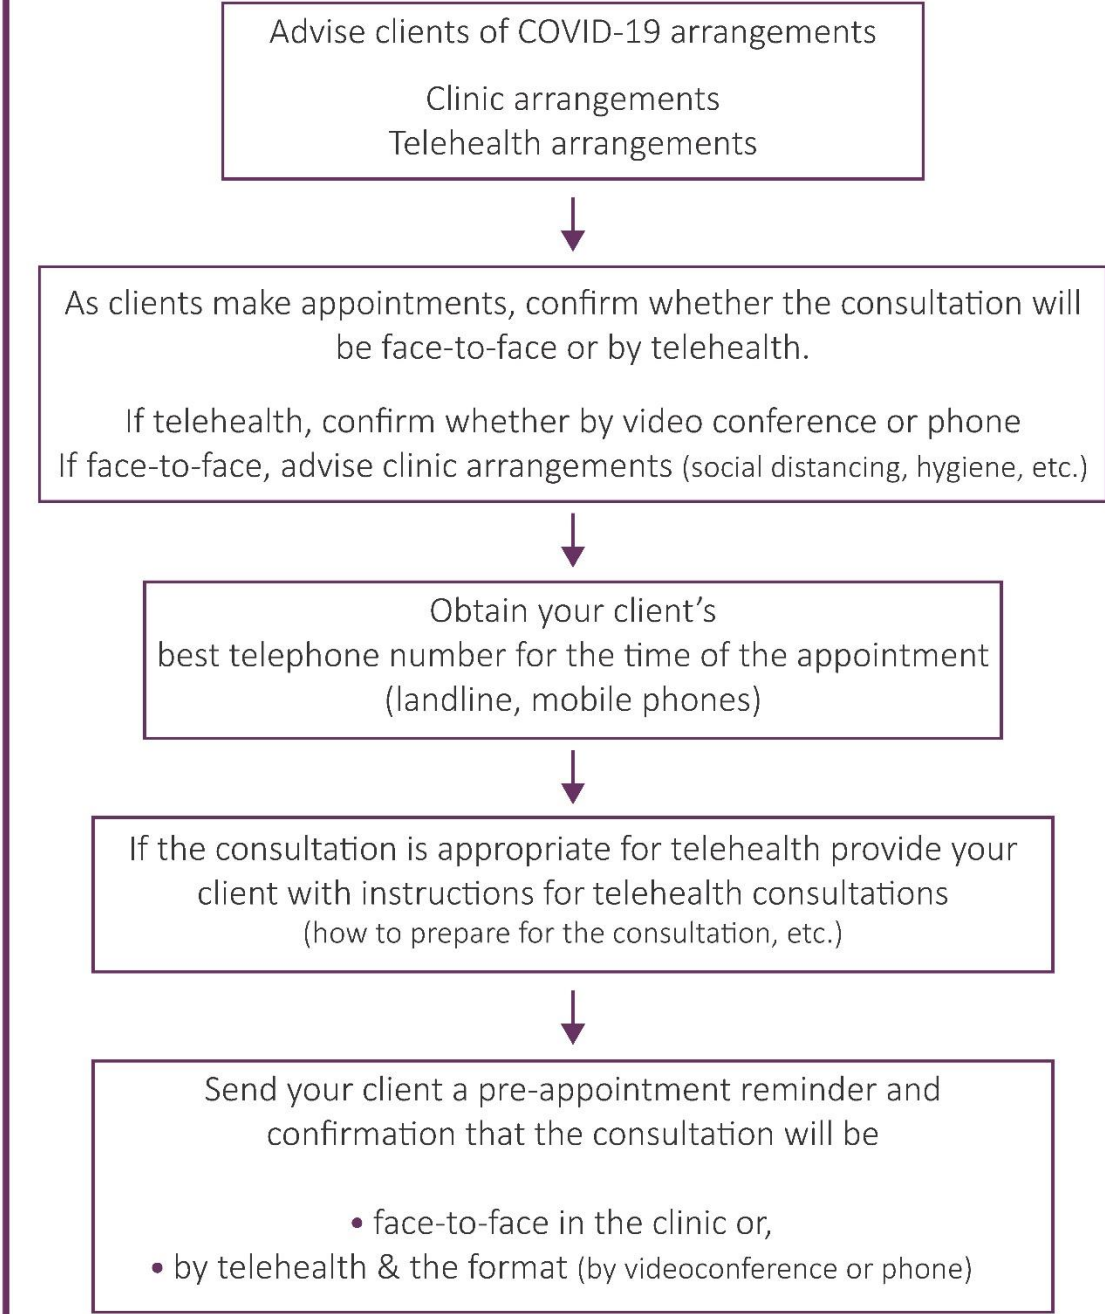 Advise clients of COVID-19 arrangements
Clinic arrangements
Telehealth arrangements
As clients make appointments, confirm whether the consultation will
be face-to-face or by telehealth.
If telehealth, confirm whether by video conference or phone
If face-to-face, advise clinic arrangements (social distancing, hygiene, etc.)
Obtain your client’s
best telephone number for the time of the appointment
(landline, mobile phones)
If the consultation is appropriate for telehealth provide your
client with instructions for telehealth consultations
(how to prepare for the consultation, etc.)
Send your client a pre-appointment reminder and
confirmation that the consultation will be
• face-to-face in the clinic or,
• by telehealth & the format (by videoconference or phone)